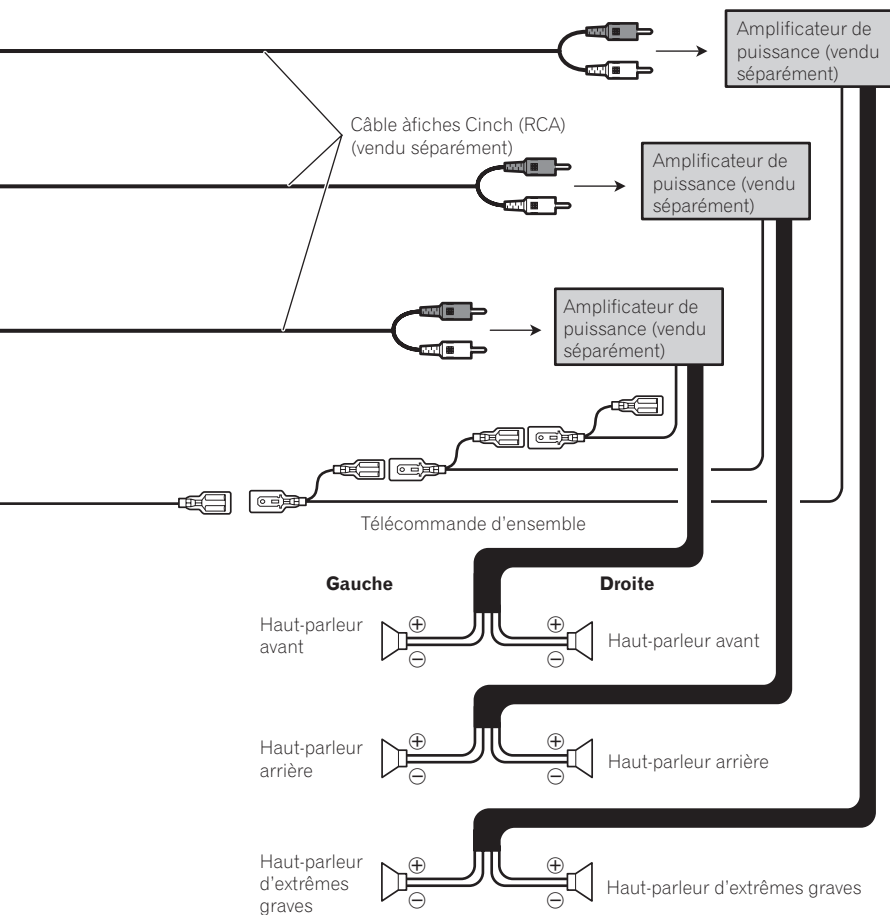 Amplificateur de
puissance (vendu
séparément)
Câble àfiches Cinch (RCA)
(vendu séparément)
Amplificateur de
puissance (vendu
séparément)
Amplificateur de
puissance (vendu
séparément)
Télécommande d'ensemble
Gauche
Droite
Haut-parleur
avant
+
−
+
−
Haut-parleur avant
Haut-parleur
arrière
+
−
+
−
Haut-parleur arrière
Haut-parleur
d'extrêmes
graves
+
−
+
−
Haut-parleur d'extrêmes graves